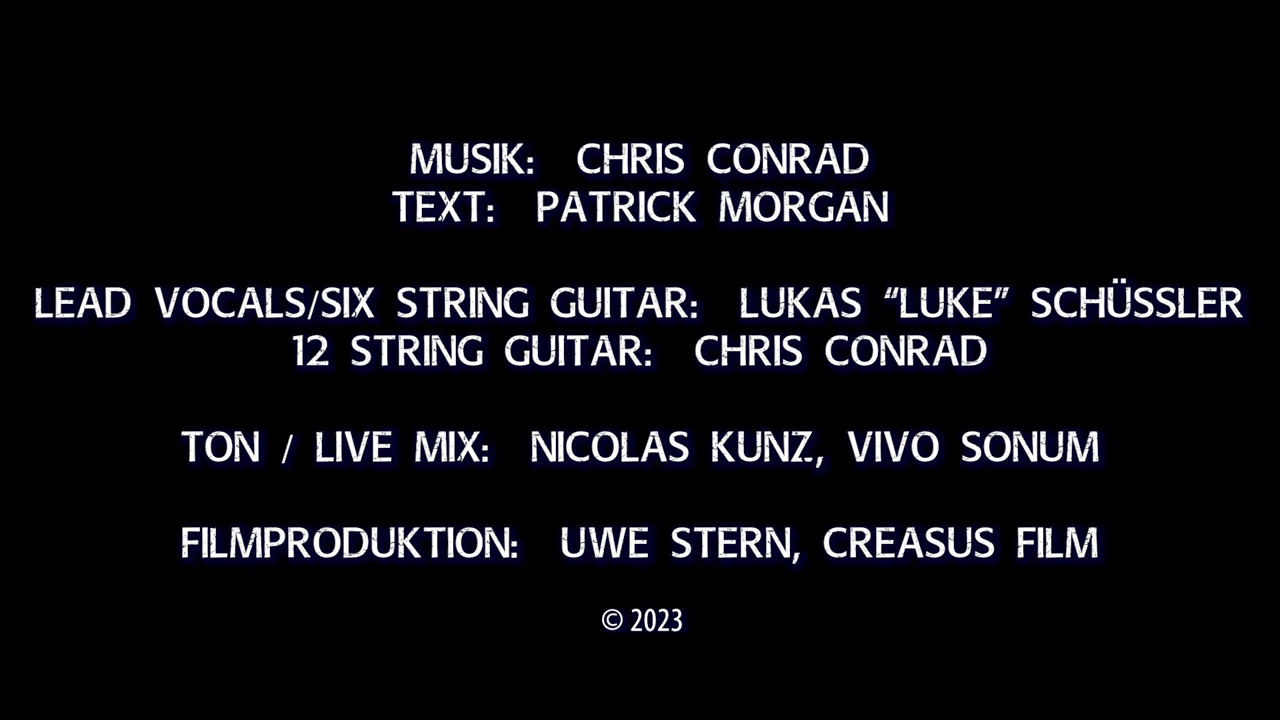 MUSIK: CHRIS CONRAD
TEXT: PATRICK MORGAN
LEAD VOCALS/SIX STRING GUITAR: LUKAS “LUKE” SCHÜSSLER
12 STRING GUITAR: CHRIS CONRAD
TON / LIVE MIX: NICOLAS KUNZ, VIVO SONUM
FILMPRODUKTION: UWE STERN, CREASUS FILM
© 2023